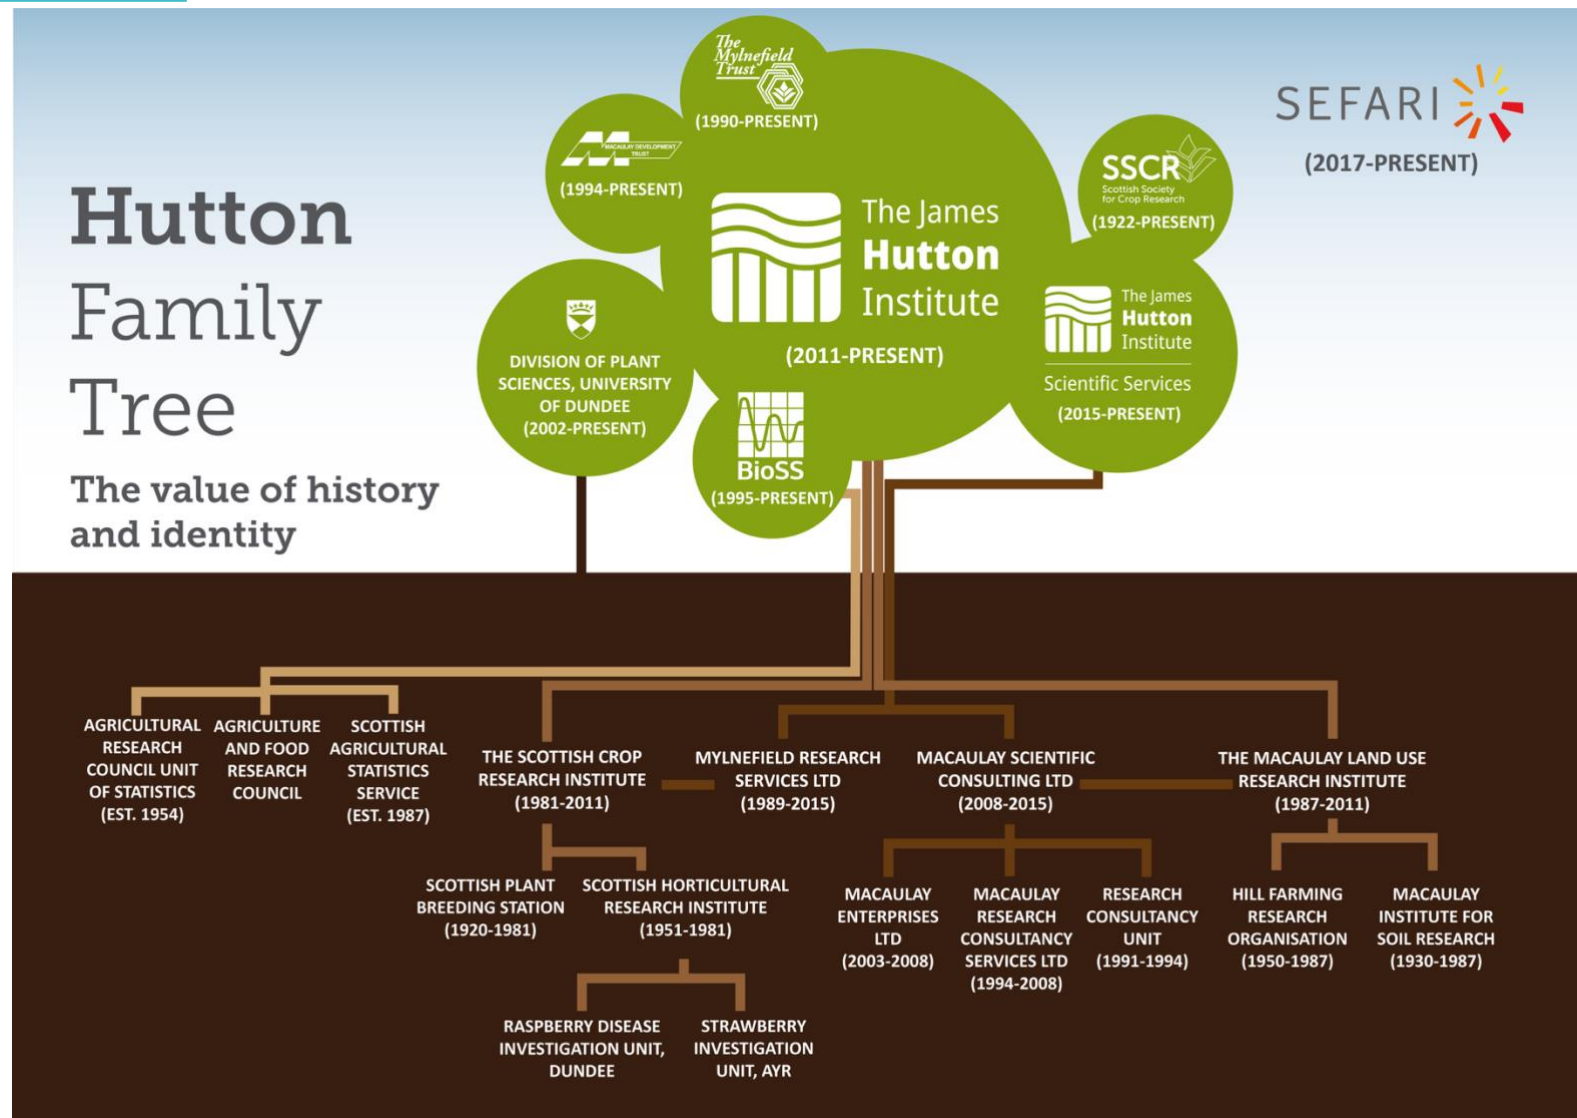 Hutton
Family
Tree
The value of history
and identity
The
Mylnefield
Trust
(1990-PRESENT)
MACAULAY DEVELOPMENT
TRUST
(1994-PRESENT)
The James
Hutton
Institute
(2011-PRESENT)
SSCR
Scottish Society
for Crop Research
(1922-PRESENT)
SEFARI
(2017-PRESENT)
DIVISION OF PLANT
SCIENCES, UNIVERSITY
OF DUNDEE
(2002-PRESENT)
BioSS
(1995-PRESENT)
The James
Hutton
Institute
Scientific Services
(2015-PRESENT)
AGRICULTURAL
RESEARCH
COUNCIL UNIT
OF STATISTICS
(EST. 1954)
AGRICULTURE
AND FOOD
RESEARCH
COUNCIL
SCOTTISH
AGRICULTURAL
STATISTICS
SERVICE
(EST. 1987)
THE SCOTTISH CROP
RESEARCH INSTITUTE
(1981-2011)
MYLNEFIELD RESEARCH
SERVICES LTD
(1989-2015)
MACAULAY SCIENTIFIC
CONSULTING LTD
(2008-2015)
THE MACAULAY LAND USE
RESEARCH INSTITUTE
(1987-2011)
SCOTTISH PLANT
BREEDING STATION
(1920-1981)
SCOTTISH HORTICULTURAL
RESEARCH INSTITUTE
(1951-1981)
MACAULAY
ENTERPRISES
LTD
(2003-2008)
MACAULAY
RESEARCH
CONSULTANCY
SERVICES LTD
(1994-2008)
RESEARCH
CONSULTANCY
UNIT
(1991-1994)
HILL FARMING
RESEARCH
ORGANISATION
(1950-1987)
MACAULAY
INSTITUTE FOR
SOIL RESEARCH
(1930-1987)
RASPBERRY DISEASE
INVESTIGATION UNIT,
DUNDEE
STRAWBERRY
INVESTIGATION
UNIT, AYR